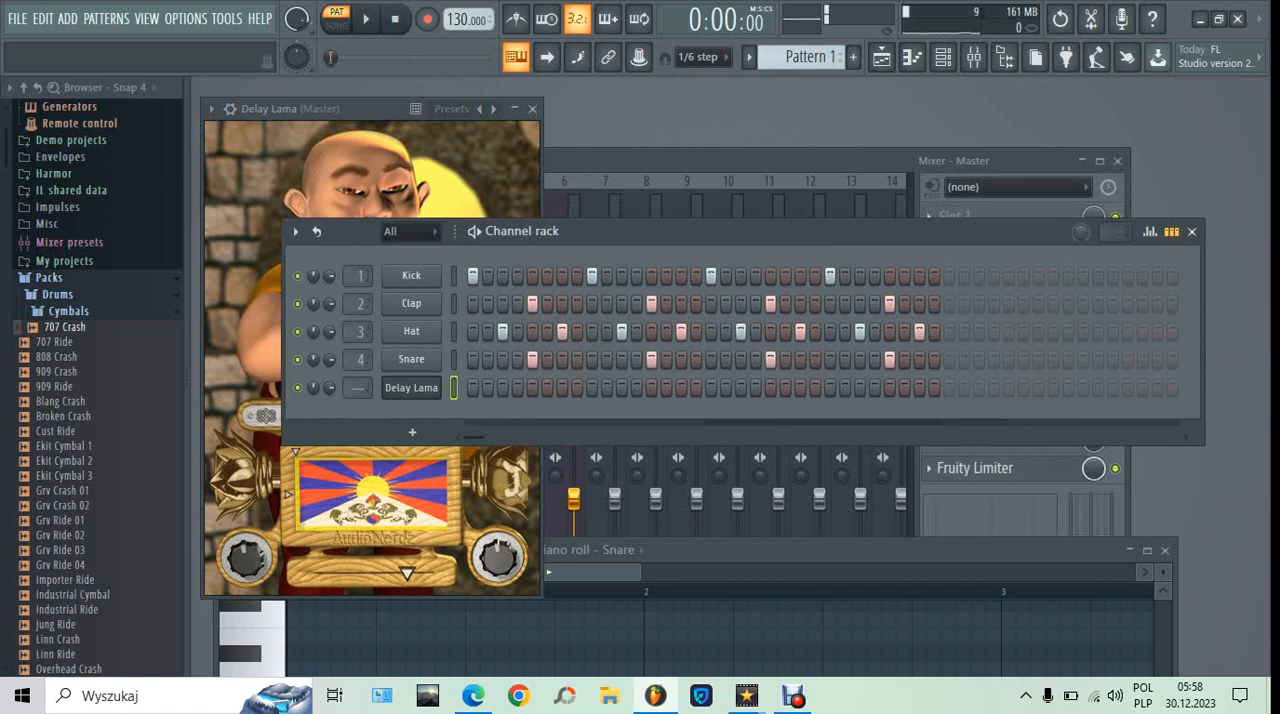 FILE EDIT ADD PATTERNS VIEW OPTIONS TOOLS HELP
PAT
SONG
130.000
3.2.
0:00:00
M:S:CS
9
161 MB
0
1/6 step
Pattern 1
Today FL
Studio version 2..
Browser - Snap 4
Generators
Remote control
Demo projects
Envelopes
Harmor
IL shared data
Impulses
Misc
Mixer presets
My projects
Packs
Drums
Cymbals
707 Crash
707 Ride
808 Crash
909 Crash
909 Ride
Blang Crash
Broken Crash
Cust Ride
Ekit Cymbal 1
Ekit Cymbal 2
Ekit Cymbal 3
Grv Crash 01
Grv Crash 02
Grv Ride 01
Grv Ride 02
Grv Ride 03
Grv Ride 04
Importer Ride
Industrial Cymbal
Industrial Ride
Jung Ride
Linn Crash
Linn Ride
Overhead Crash
Delay Lama (Master)
Presets
6 7 8 9 10 11 12 13 14
Mixer - Master
(none)
POST
Slot 3
All
Channel rack
1 Kick
2 Clap
3 Hat
4 Snare
--- Delay Lama
+
AudioNerdz
Fruity Limiter
iano roll - Snare
2 3
Wyszukaj
POL
PLP
05:58
30.12.2023